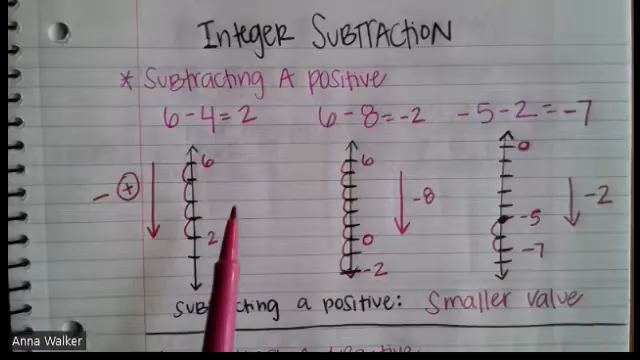 Integer SUBTRACTION
* Subtracting A positive
6 - 4 = 2 6 - 8 = -2 -5 - 2 = -7
6 6 0
- (+) -8 -2
-5
2 0 -7
-2
subtracting a positive: Smaller value
Anna Walker